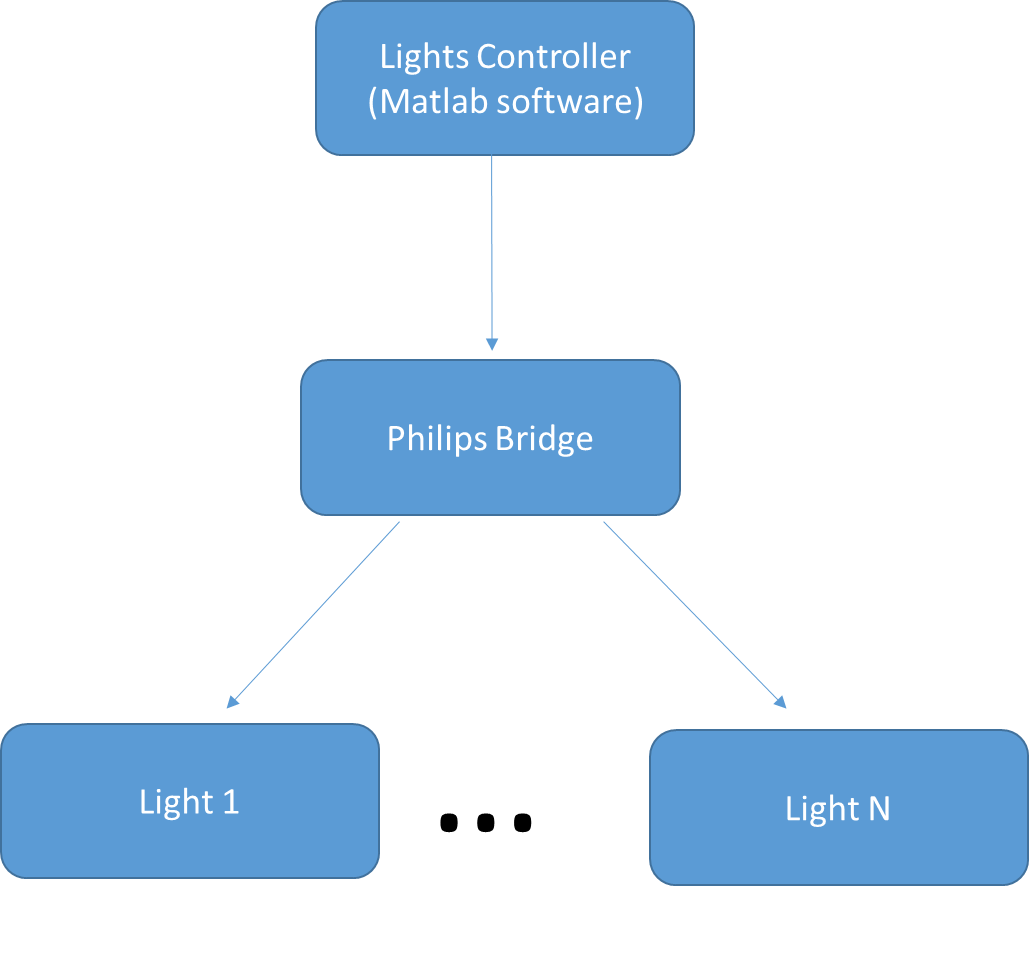 Lights Controller
(Matlab software)
Philips Bridge
Light 1
...
Light N